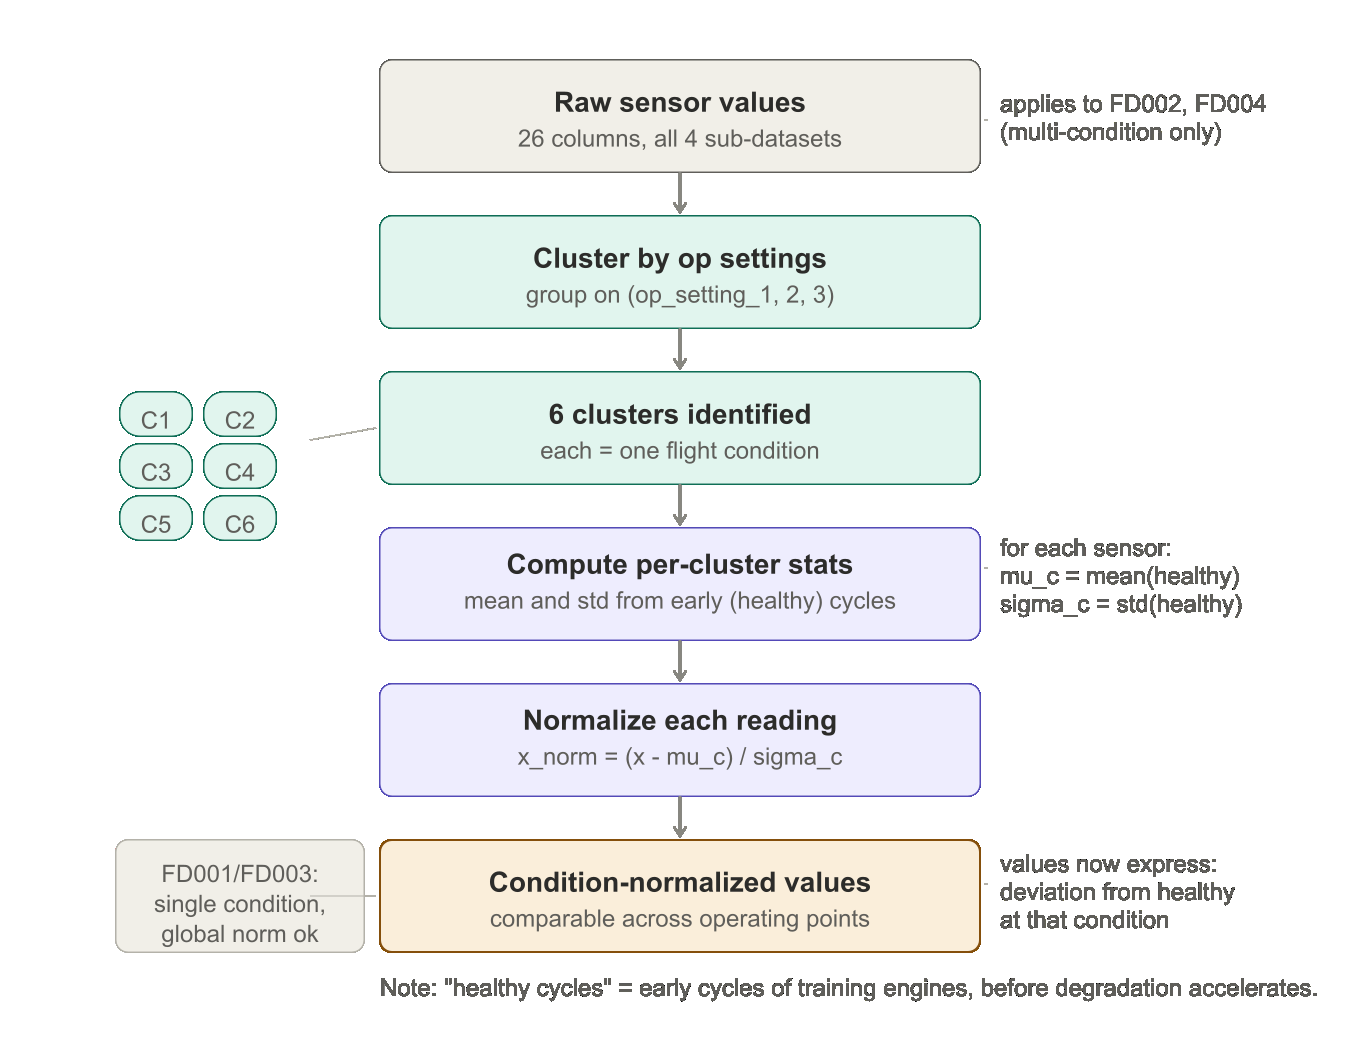 Raw sensor values
26 columns, all 4 sub-datasets
applies to FD002, FD004
(multi-condition only)
Cluster by op settings
group on (op_setting_1, 2, 3)
6 clusters identified
each = one flight condition
C1
C2
C3
C4
C5
C6
Compute per-cluster stats
mean and std from early (healthy) cycles
for each sensor:
mu_c = mean(healthy)
sigma_c = std(healthy)
Normalize each reading
x_norm = (x - mu_c) / sigma_c
FD001/FD003:
single condition,
global norm ok
Condition-normalized values
comparable across operating points
values now express:
deviation from healthy
at that condition
Note: "healthy cycles" = early cycles of training engines, before degradation accelerates.